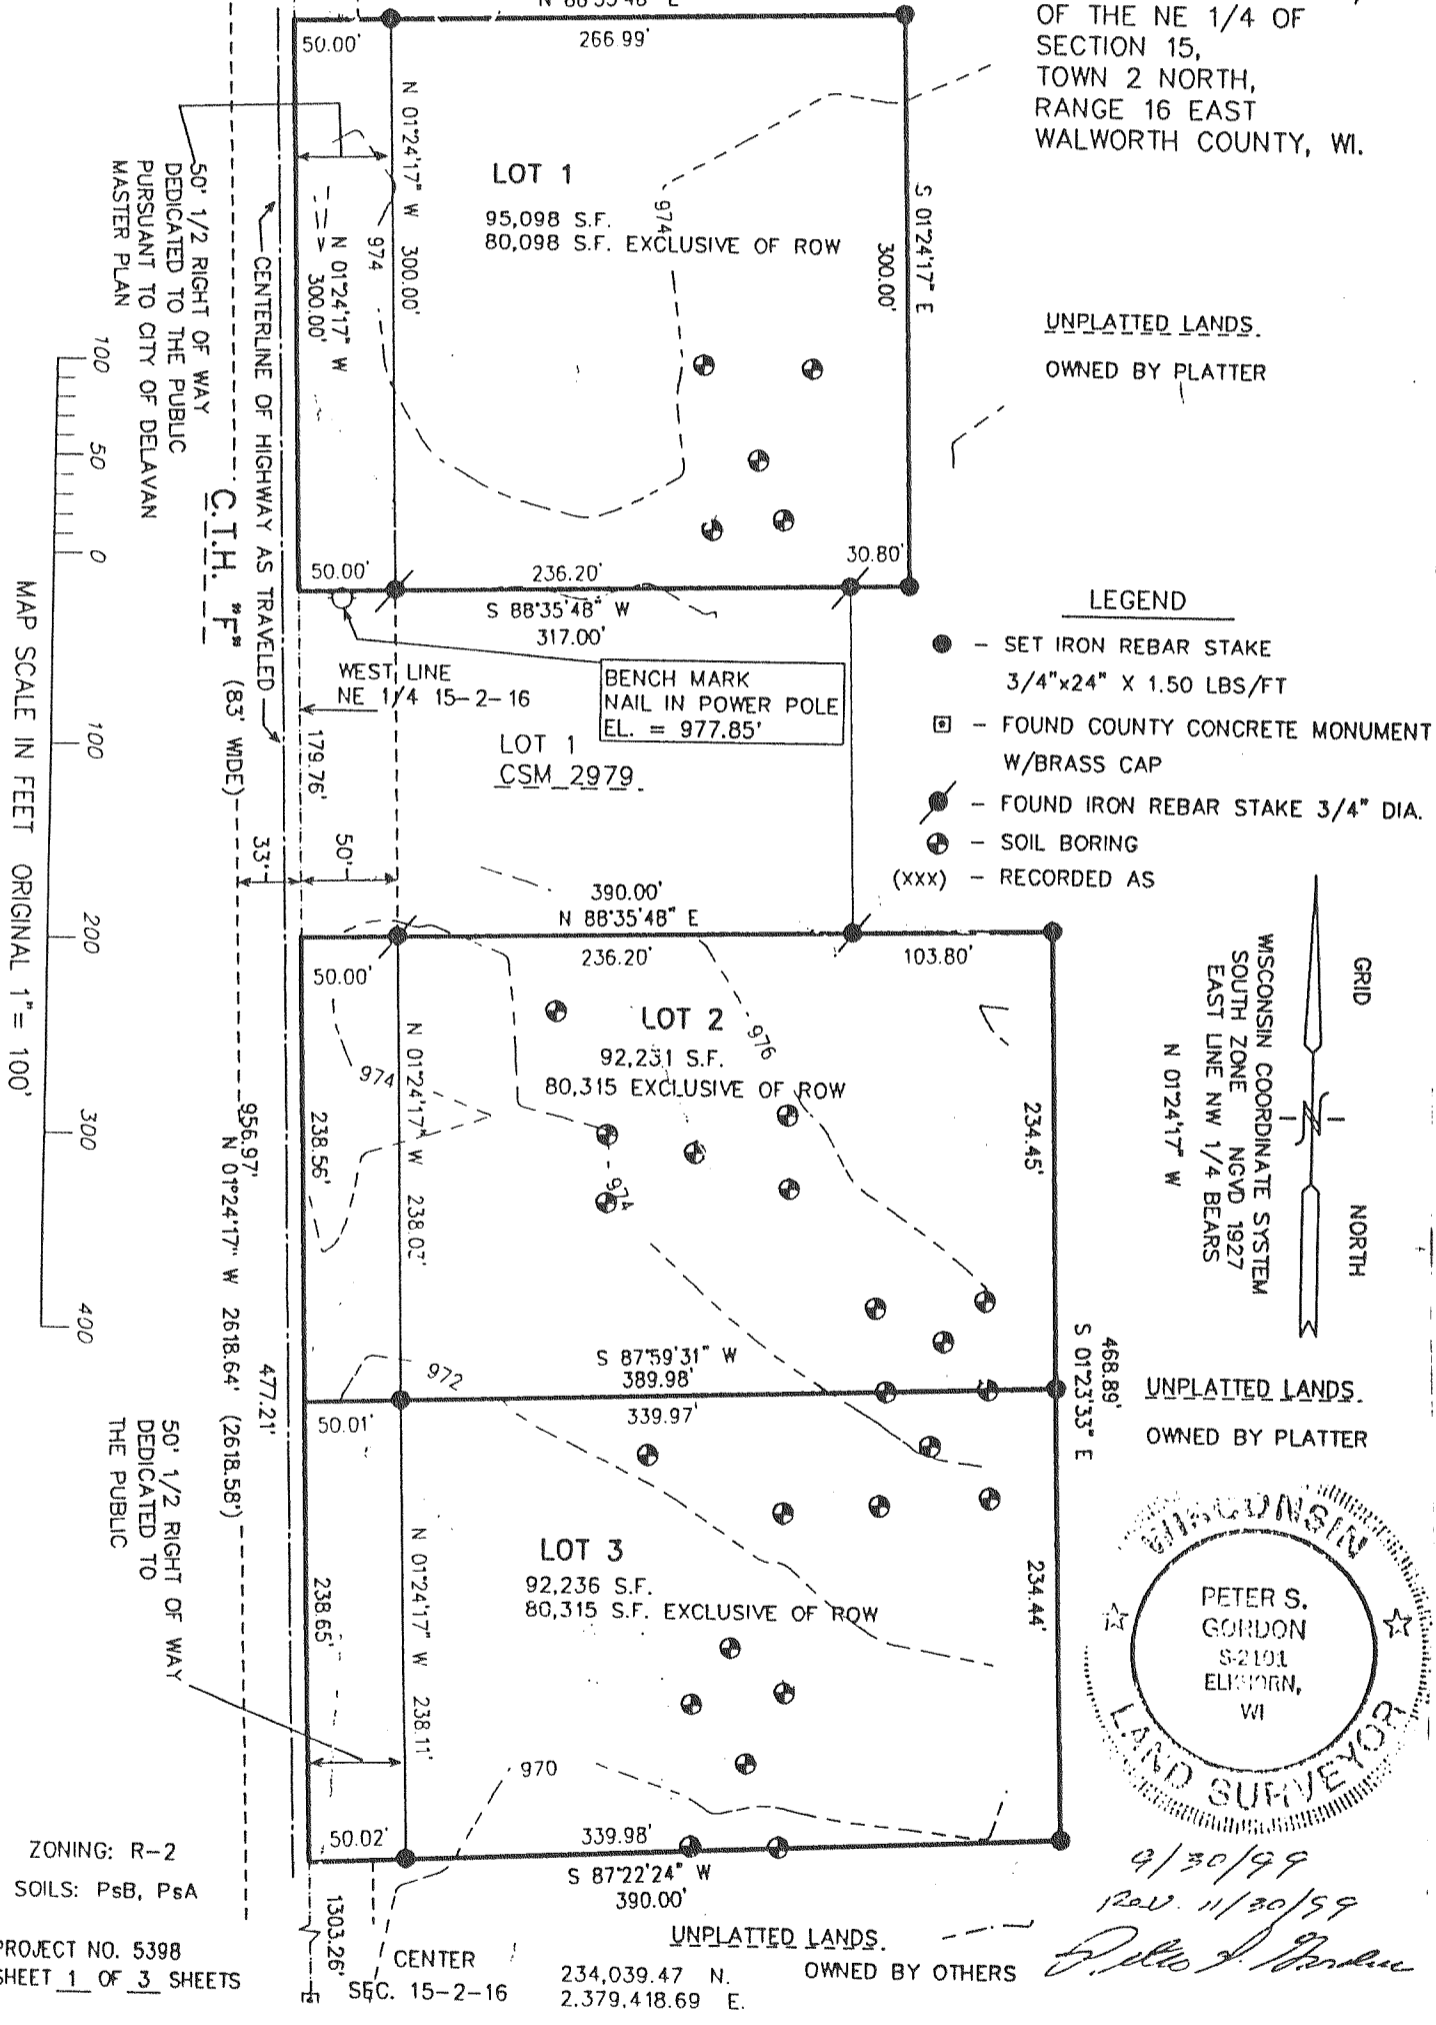 OF THE NE 1/4 OF
SECTION 15,
TOWN 2 NORTH,
RANGE 16 EAST
WALWORTH COUNTY, WI.
50.00'
266.99'
N 01°24'17" W 300.00'
N 01°24'17" W
300.00'
974
LOT 1
95,098 S.F.
80,098 S.F. EXCLUSIVE OF ROW
974
S 01°24'17" E
300.00'
UNPLATTED LANDS.
OWNED BY PLATTER
50' 1/2 RIGHT OF WAY
DEDICATED TO THE PUBLIC
PURSUANT TO CITY OF DELAVAN
MASTER PLAN
CENTERLINE OF HIGHWAY AS TRAVELED
C.T.H. "F" (83' WIDE)
100 50 0 100 200 300 400
MAP SCALE IN FEET ORIGINAL 1"= 100'
50.00'
236.20'
30.80'
S 88°35'48" W
317.00'
WEST LINE
NE 1/4 15-2-16
BENCH MARK
NAIL IN POWER POLE
EL. = 977.85'
LOT 1
CSM 2979.
179.76'
33'
50'
LEGEND
- SET IRON REBAR STAKE
3/4"x24" X 1.50 LBS/FT
- FOUND COUNTY CONCRETE MONUMENT
W/BRASS CAP
- FOUND IRON REBAR STAKE 3/4" DIA.
- SOIL BORING
(XXX) - RECORDED AS
390.00'
N 88°35'48" E
50.00'
236.20'
103.80'
LOT 2
92,231 S.F.
80,315 EXCLUSIVE OF ROW
976
974
974
N 01°24'17" W 238.02'
238.56'
234.45'
GRID NORTH
N
WISCONSIN COORDINATE SYSTEM
SOUTH ZONE NGVD 1927
EAST LINE NW 1/4 BEARS
N 01°24'17" W
956.97'
N 01°24'17" W 2618.64' (2618.58')
477.21'
S 87°59'31" W
389.98'
972
50.01'
339.97'
468.89'
S 01°23'33" E
UNPLATTED LANDS.
OWNED BY PLATTER
50' 1/2 RIGHT OF WAY
DEDICATED TO
THE PUBLIC
LOT 3
92,236 S.F.
80,315 S.F. EXCLUSIVE OF ROW
238.65'
N 01°24'17" W 238.11'
234.44'
WISCONSIN
PETER S.
GORDON
S-2101
ELKHORN,
WI
LAND SURVEYOR
970
50.02'
339.98'
S 87°22'24" W
390.00'
9/30/99
Rev. 11/30/99
ZONING: R-2
SOILS: PsB, PsA
PROJECT NO. 5398
SHEET 1 OF 3 SHEETS
1303.26'
CENTER
SEC. 15-2-16
UNPLATTED LANDS.
OWNED BY OTHERS
234,039.47 N.
2,379,418.69 E.